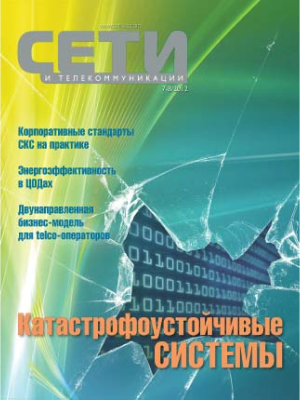 СЕТИ
И ТЕЛЕКОММУНИКАЦИИ
Корпоративные стандарты
СКС на практике
Энергоэффективность
в ЦОДах
Двунаправленная
бизнес-модель
для telco-операторов
Катастрофоустойчивые
СИСТЕМЫ